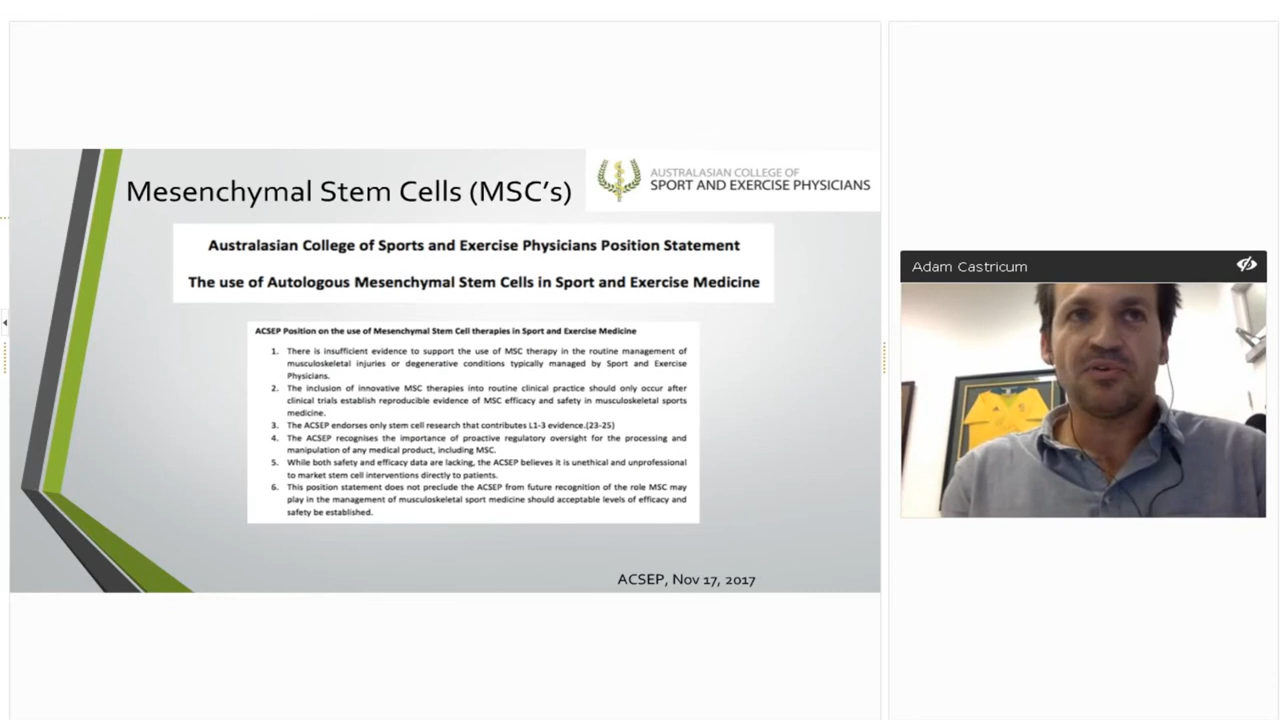 Mesenchymal Stem Cells (MSC's)
AUSTRALASIAN COLLEGE OF
SPORT AND EXERCISE PHYSICIANS
Australasian College of Sports and Exercise Physicians Position Statement
The use of Autologous Mesenchymal Stem Cells in Sport and Exercise Medicine
ACSEP Position on the use of Mesenchymal Stem Cell therapies in Sport and Exercise Medicine
1. There is insufficient evidence to support the use of MSC therapy in the routine management of
musculoskeletal injuries or degenerative conditions typically managed by Sport and Exercise
Physicians.
2. The inclusion of innovative MSC therapies into routine clinical practice should only occur after
clinical trials establish reproducible evidence of MSC efficacy and safety in musculoskeletal sports
medicine.
3. The ACSEP endorses only stem cell research that contributes L1-3 evidence.(23-25)
4. The ACSEP recognises the importance of proactive regulatory oversight for the processing and
manipulation of any medical product, including MSC.
5. While both safety and efficacy data are lacking, the ACSEP believes it is unethical and unprofessional
to market stem cell interventions directly to patients.
6. This position statement does not preclude the ACSEP from future recognition of the role MSC may
play in the management of musculoskeletal sport medicine should acceptable levels of efficacy and
safety be established.
ACSEP, Nov 17, 2017
Adam Castricum